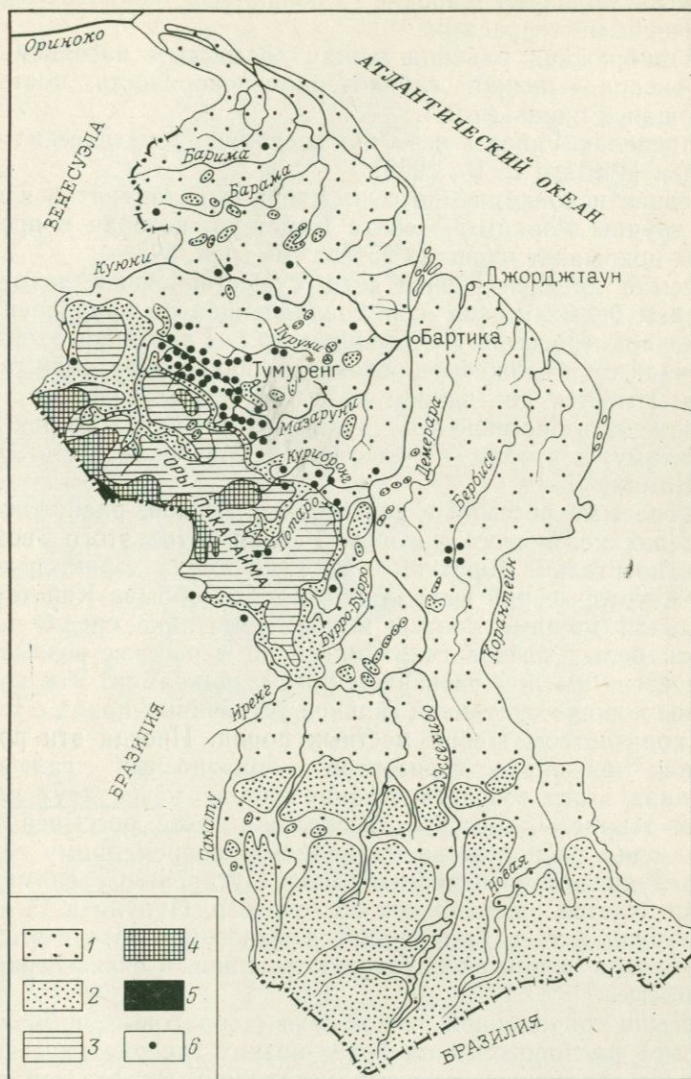 Ориноко
АТЛАНТИЧЕСКИЙ ОКЕАН
ВЕНЕСУЭЛА
Барима
Барама
Куюни
Джорджтаун
Пуруни
Бартика
Тумуренг
Мазаруни
Демерара
Куриbронг
Бербисе
ГОРЫ ПАКАРАЙМА
Потаро
Бурро-Бурро
Корантейн
Иренг
БРАЗИЛИЯ
Эссекибо
Такату
Новая
1
4
2
5
3
6
БРАЗИЛИЯ